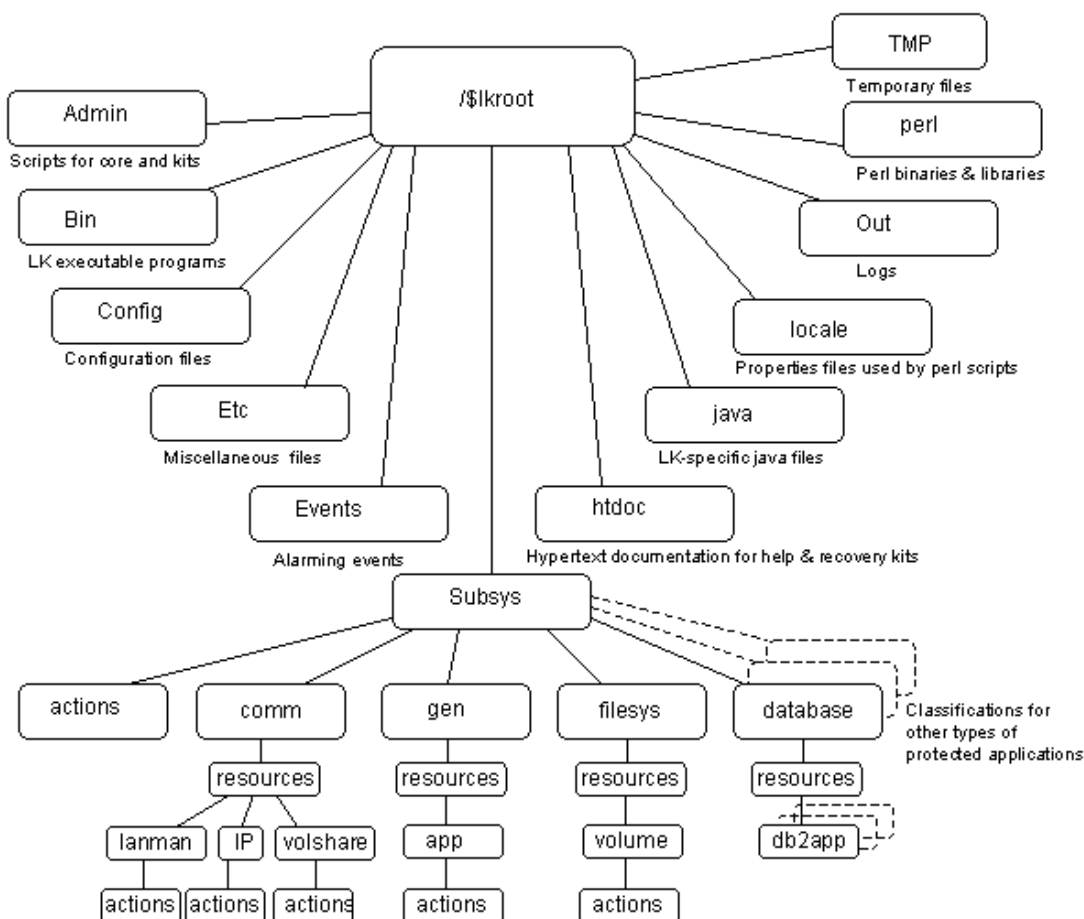 TMP
/$lkroot
Temporary files
Admin
perl
Scripts for core and kits
Perl binaries & libraries
Bin
Out
LK executable programs
Logs
Config
locale
Configuration files
Properties files used by perl scripts
Etc
java
Miscellaneous files
LK-specific java files
Events
htdoc
Alarming events
Hypertext documentation for help & recovery kits
Subsys
actions
comm
gen
filesys
database
Classifications for
other types of
protected applications
resources
resources
resources
resources
lanman
IP
volshare
app
volume
db2app
actions
actions
actions
actions
actions